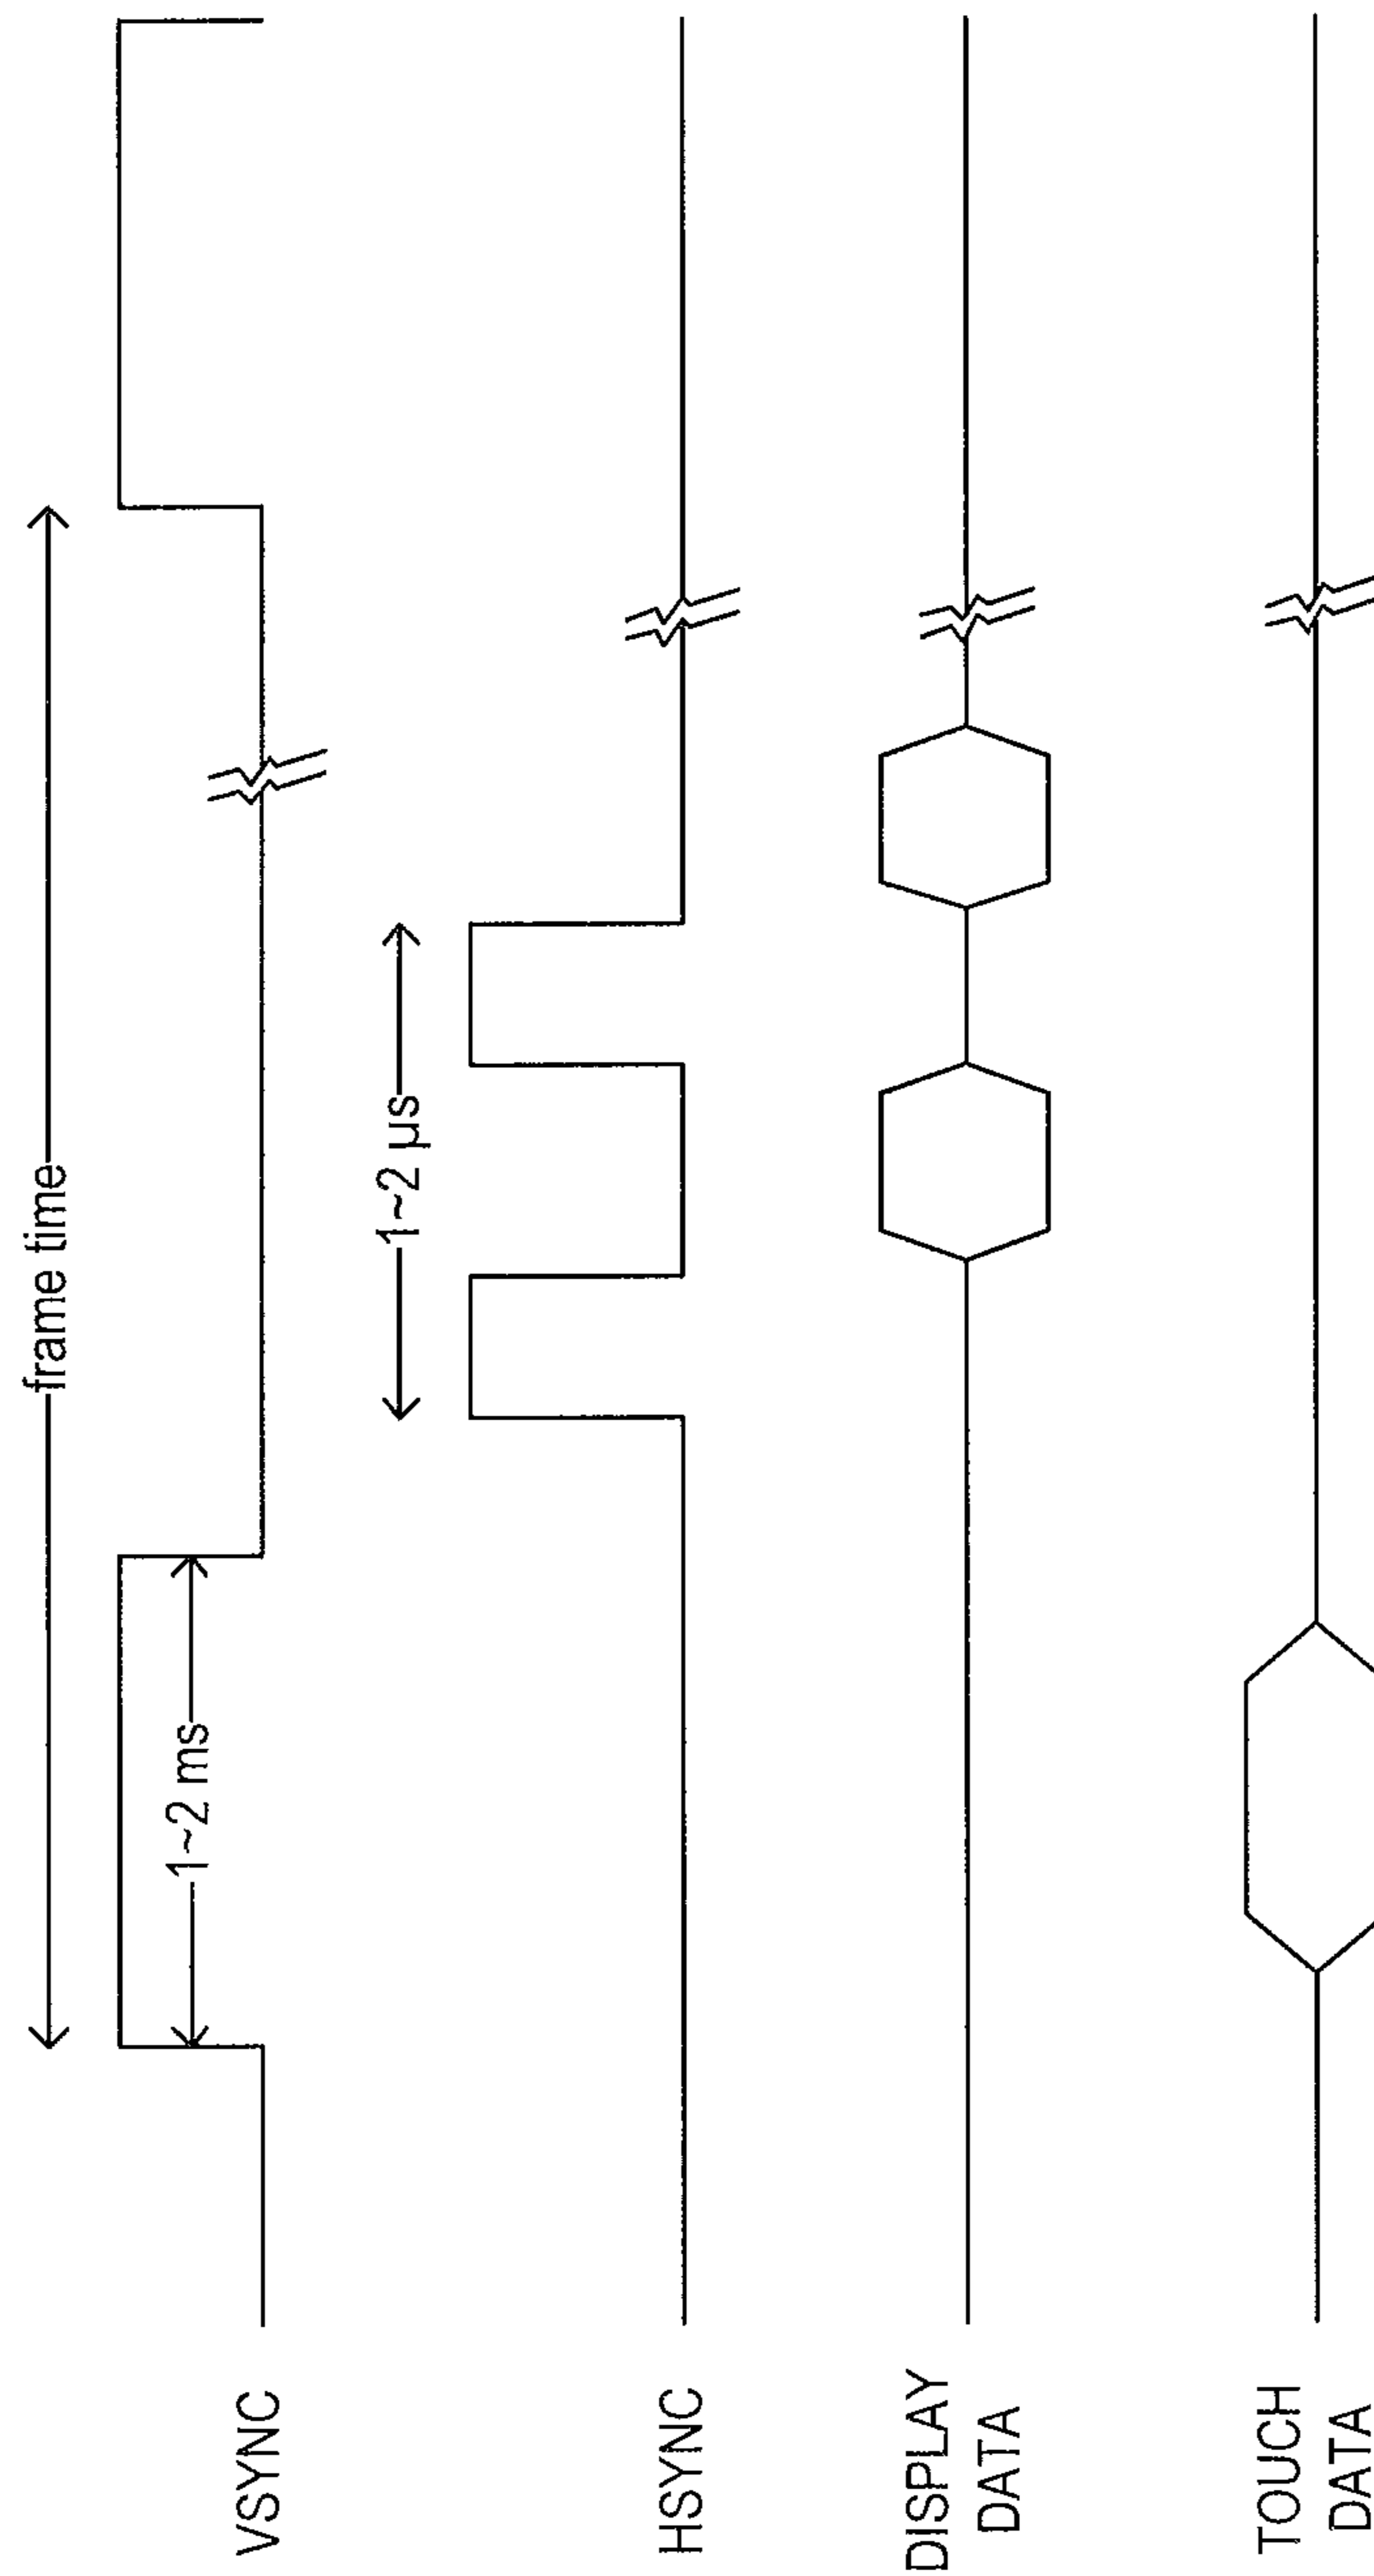 frame time
VSYNC
1~2 ms
1~2 µs
HSYNC
DISPLAY
DATA
TOUCH
DATA